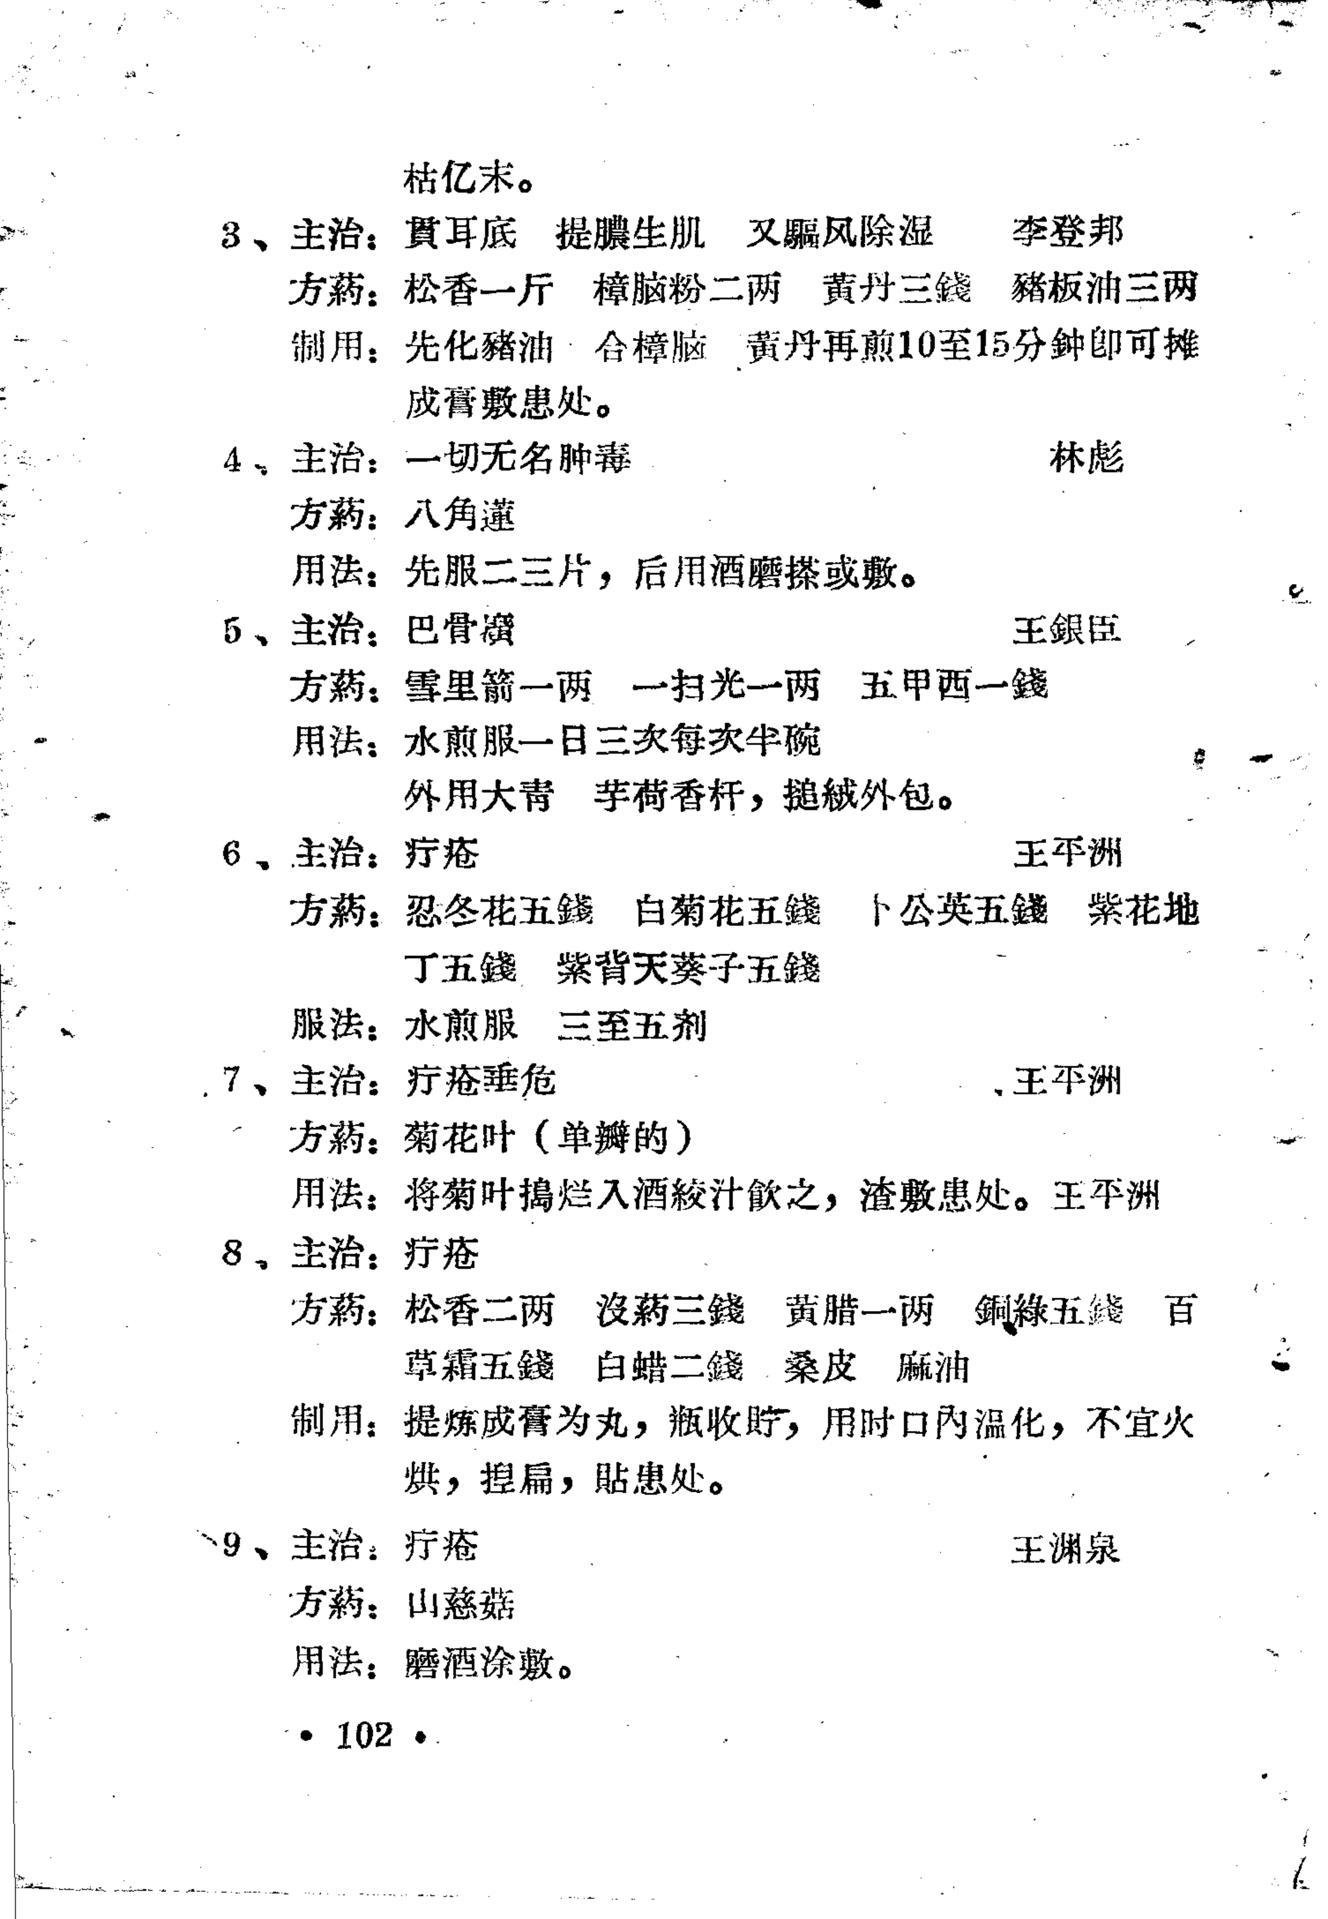 枯亿末。
3、主治：貫耳底　提膿生肌　又驅风除湿　李登邦
方葯：松香一斤　樟脑粉二两　黄丹三錢　豬板油三两
制用：先化豬油　合樟脑　黄丹再煎10至15分鈡卽可摊
成膏敷患处。
4、主治：一切无名肿毒　林彪
方葯：八角蓮
用法：先服二三片，后用酒磨搽或敷。
5、主治：巴骨　王銀臣
方葯：雪里箭一两　一扫光一两　五甲西一錢
用法：水煎服一日三次每次半碗
外用大青　芋荷香杆，搥絨外包。
6、主治：疔疮　王平洲
方葯：忍冬花五錢　白菊花五錢　卜公英五錢　紫花地
丁五錢　紫背天葵子五錢
服法：水煎服　三至五剂
7、主治：疔疮垂危　王平洲
方葯：菊花叶（单瓣的）
用法：将菊叶搗烂入酒絞汁飲之，渣敷患处。王平洲
8、主治：疔疮
方葯：松香二两　沒葯三錢　黄腊一两　銅綠五錢　百
草霜五錢　白蜡二錢　桑皮　麻油
制用：提炼成膏为丸，瓶收貯，用时口內溫化，不宜火
烘，揑扁，貼患处。
9、主治：疔疮　王渊泉
方葯：山慈菇
用法：磨酒涂敷。
• 102 •